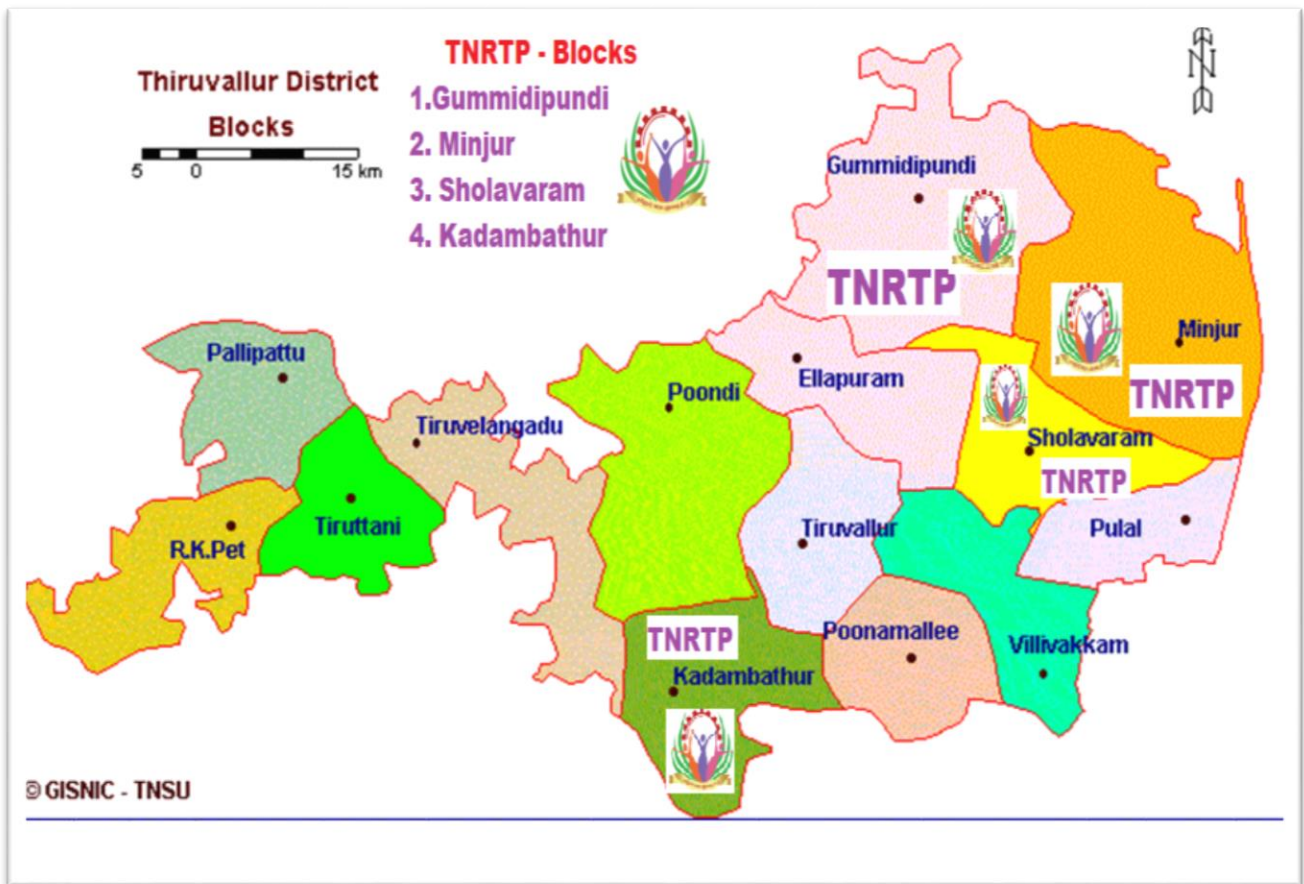 TNRTP - Blocks
Thiruvallur District
Blocks
5 0 15 km
1.Gummidipundi
2. Minjur
3. Sholavaram
4. Kadambathur
N
Gummidipundi
TNRTP
Minjur
TNRTP
Pallipattu
Poondi
Ellapuram
Tiruvelangadu
Sholavaram
TNRTP
Tiruttani
R.K.Pet
Tiruvallur
Pulal
TNRTP
Kadambathur
Poonamallee
Villivakkam
© GISNIC - TNSU